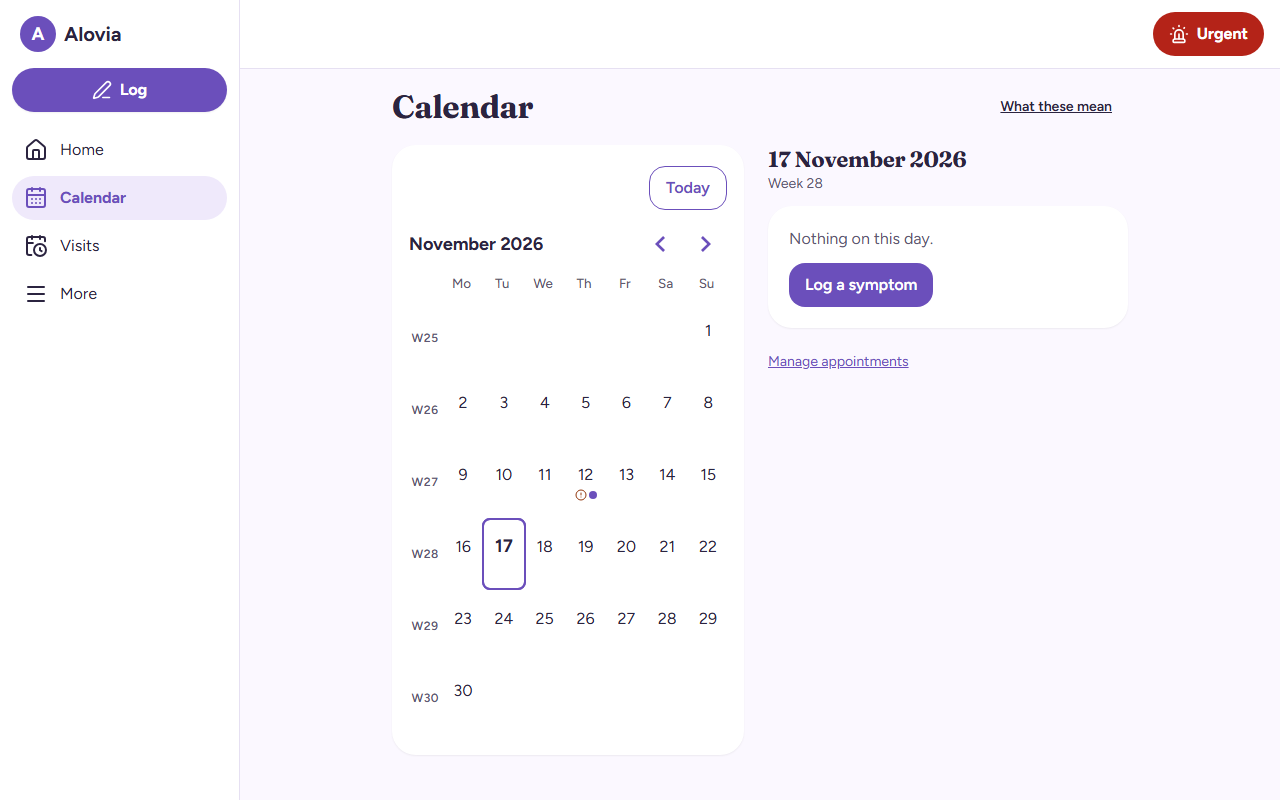 A Alovia
Log
Home
Calendar
Visits
More
Urgent
Calendar
What these mean
Today
November 2026
Mo Tu We Th Fr Sa Su
W25 1
W26 2 3 4 5 6 7 8
W27 9 10 11 12 13 14 15
W28 16 17 18 19 20 21 22
W29 23 24 25 26 27 28 29
W30 30
17 November 2026
Week 28
Nothing on this day.
Log a symptom
Manage appointments